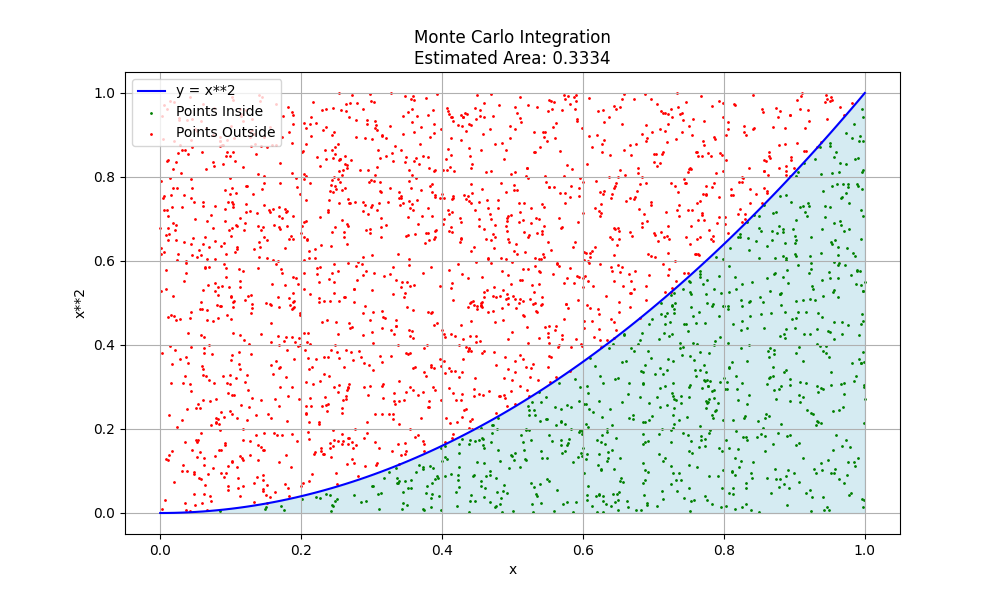 Monte Carlo Integration
Estimated Area: 0.3334
y = x**2
Points Inside
Points Outside
1.0
0.8
0.6
0.4
0.2
0.0
x**2
0.0 0.2 0.4 0.6 0.8 1.0
x